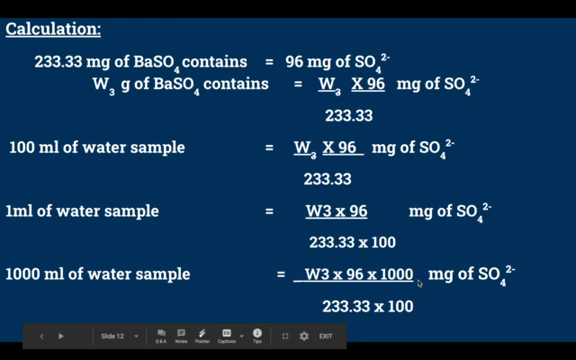 Calculation:
233.33 mg of BaSO₄ contains = 96 mg of SO₄²⁻
W₃ g of BaSO₄ contains = W₃ X 96 mg of SO₄²⁻
233.33
100 ml of water sample = W₃ X 96 mg of SO₄²⁻
233.33
1ml of water sample = W3 x 96 mg of SO₄²⁻
233.33 x 100
1000 ml of water sample = W3 x 96 x 1000 mg of SO₄²⁻
233.33 x 100
Slide 12 Q & A Notes Pointer Captions Tips EXIT